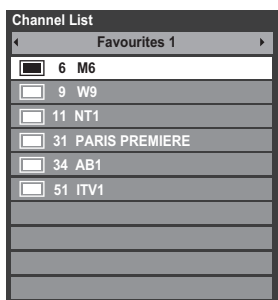 Channel List
Favourites 1
6 M6
9 W9
11 NT1
31 PARIS PREMIERE
34 AB1
51 ITV1